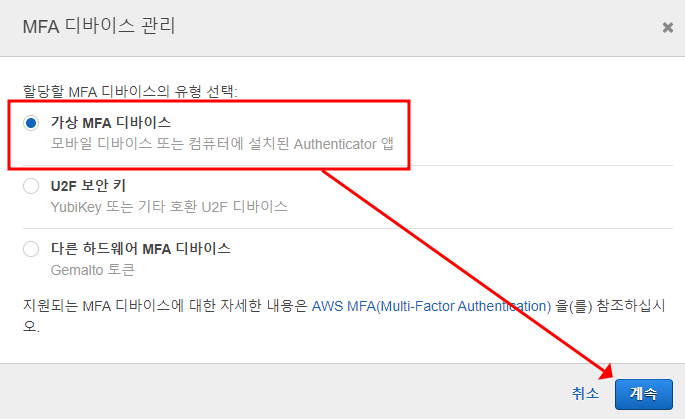 MFA 디바이스 관리
×
할당할 MFA 디바이스의 유형 선택:
가상 MFA 디바이스
모바일 디바이스 또는 컴퓨터에 설치된 Authenticator 앱
U2F 보안 키
YubiKey 또는 기타 호환 U2F 디바이스
다른 하드웨어 MFA 디바이스
Gemalto 토큰
지원되는 MFA 디바이스에 대한 자세한 내용은 AWS MFA(Multi-Factor Authentication) 을(를) 참조하십시
오.
취소 계속